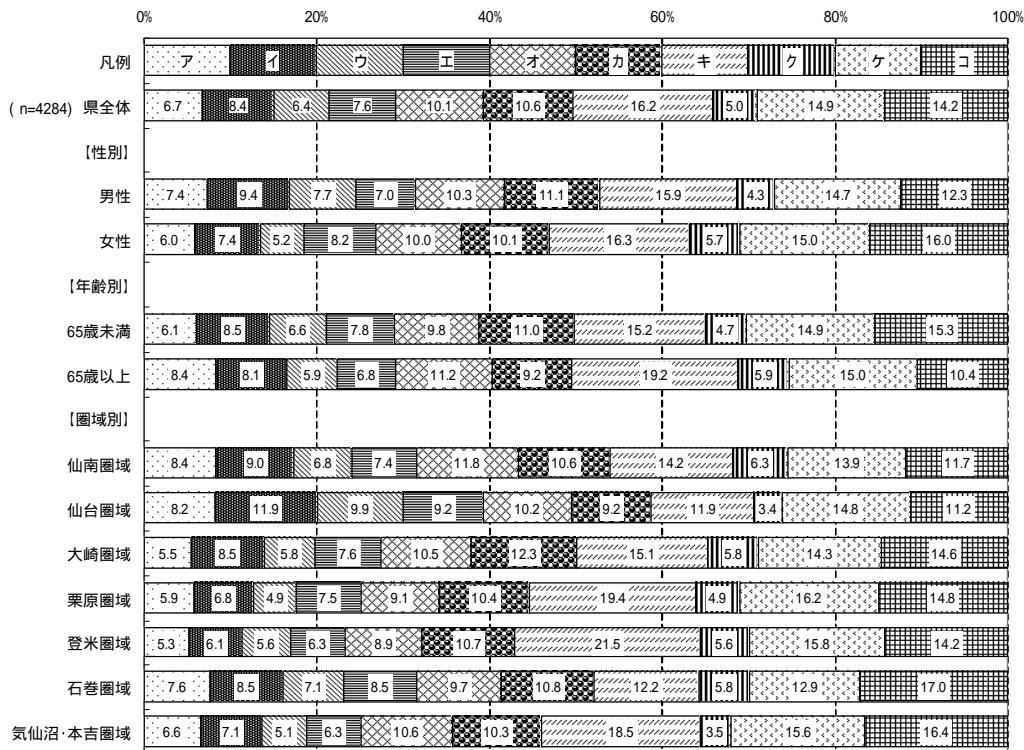 0% 20% 40% 60% 80% 100%
凡例 ア イ ウ エ オ カ キ ク ケ コ
( n=4284) 県全体 6.7 8.4 6.4 7.6 10.1 10.6 16.2 5.0 14.9 14.2
【性別】
男性 7.4 9.4 7.7 7.0 10.3 11.1 15.9 4.3 14.7 12.3
女性 6.0 7.4 5.2 8.2 10.0 10.1 16.3 5.7 15.0 16.0
【年齢別】
65歳未満 6.1 8.5 6.6 7.8 9.8 11.0 15.2 4.7 14.9 15.3
65歳以上 8.4 8.1 5.9 6.8 11.2 9.2 19.2 5.9 15.0 10.4
【圏域別】
仙南圏域 8.4 9.0 6.8 7.4 11.8 10.6 14.2 6.3 13.9 11.7
仙台圏域 8.2 11.9 9.9 9.2 10.2 9.2 11.9 3.4 14.8 11.2
大崎圏域 5.5 8.5 5.8 7.6 10.5 12.3 15.1 5.8 14.3 14.6
栗原圏域 5.9 6.8 4.9 7.5 9.1 10.4 19.4 4.9 16.2 14.8
登米圏域 5.3 6.1 5.6 6.3 8.9 10.7 21.5 5.6 15.8 14.2
石巻圏域 7.6 8.5 7.1 8.5 9.7 10.8 12.2 5.8 12.9 17.0
気仙沼・本吉圏域 6.6 7.1 5.1 6.3 10.6 10.3 18.5 3.5 15.6 16.4